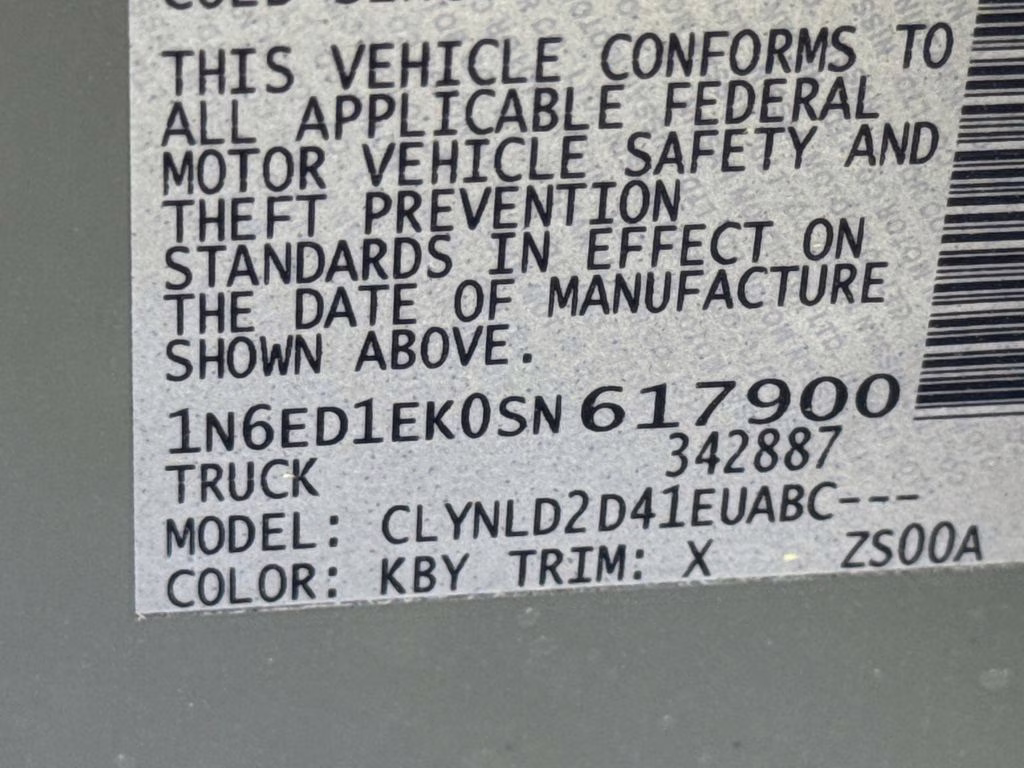 THIS VEHICLE CONFORMS TO
ALL APPLICABLE FEDERAL
MOTOR VEHICLE SAFETY AND
THEFT PREVENTION
STANDARDS IN EFFECT ON
THE DATE OF MANUFACTURE
SHOWN ABOVE.
1N6ED1EK0SN617900
TRUCK 342887
MODEL: CLYNLD2D41EUABC---
COLOR: KBY TRIM: X ZS00A